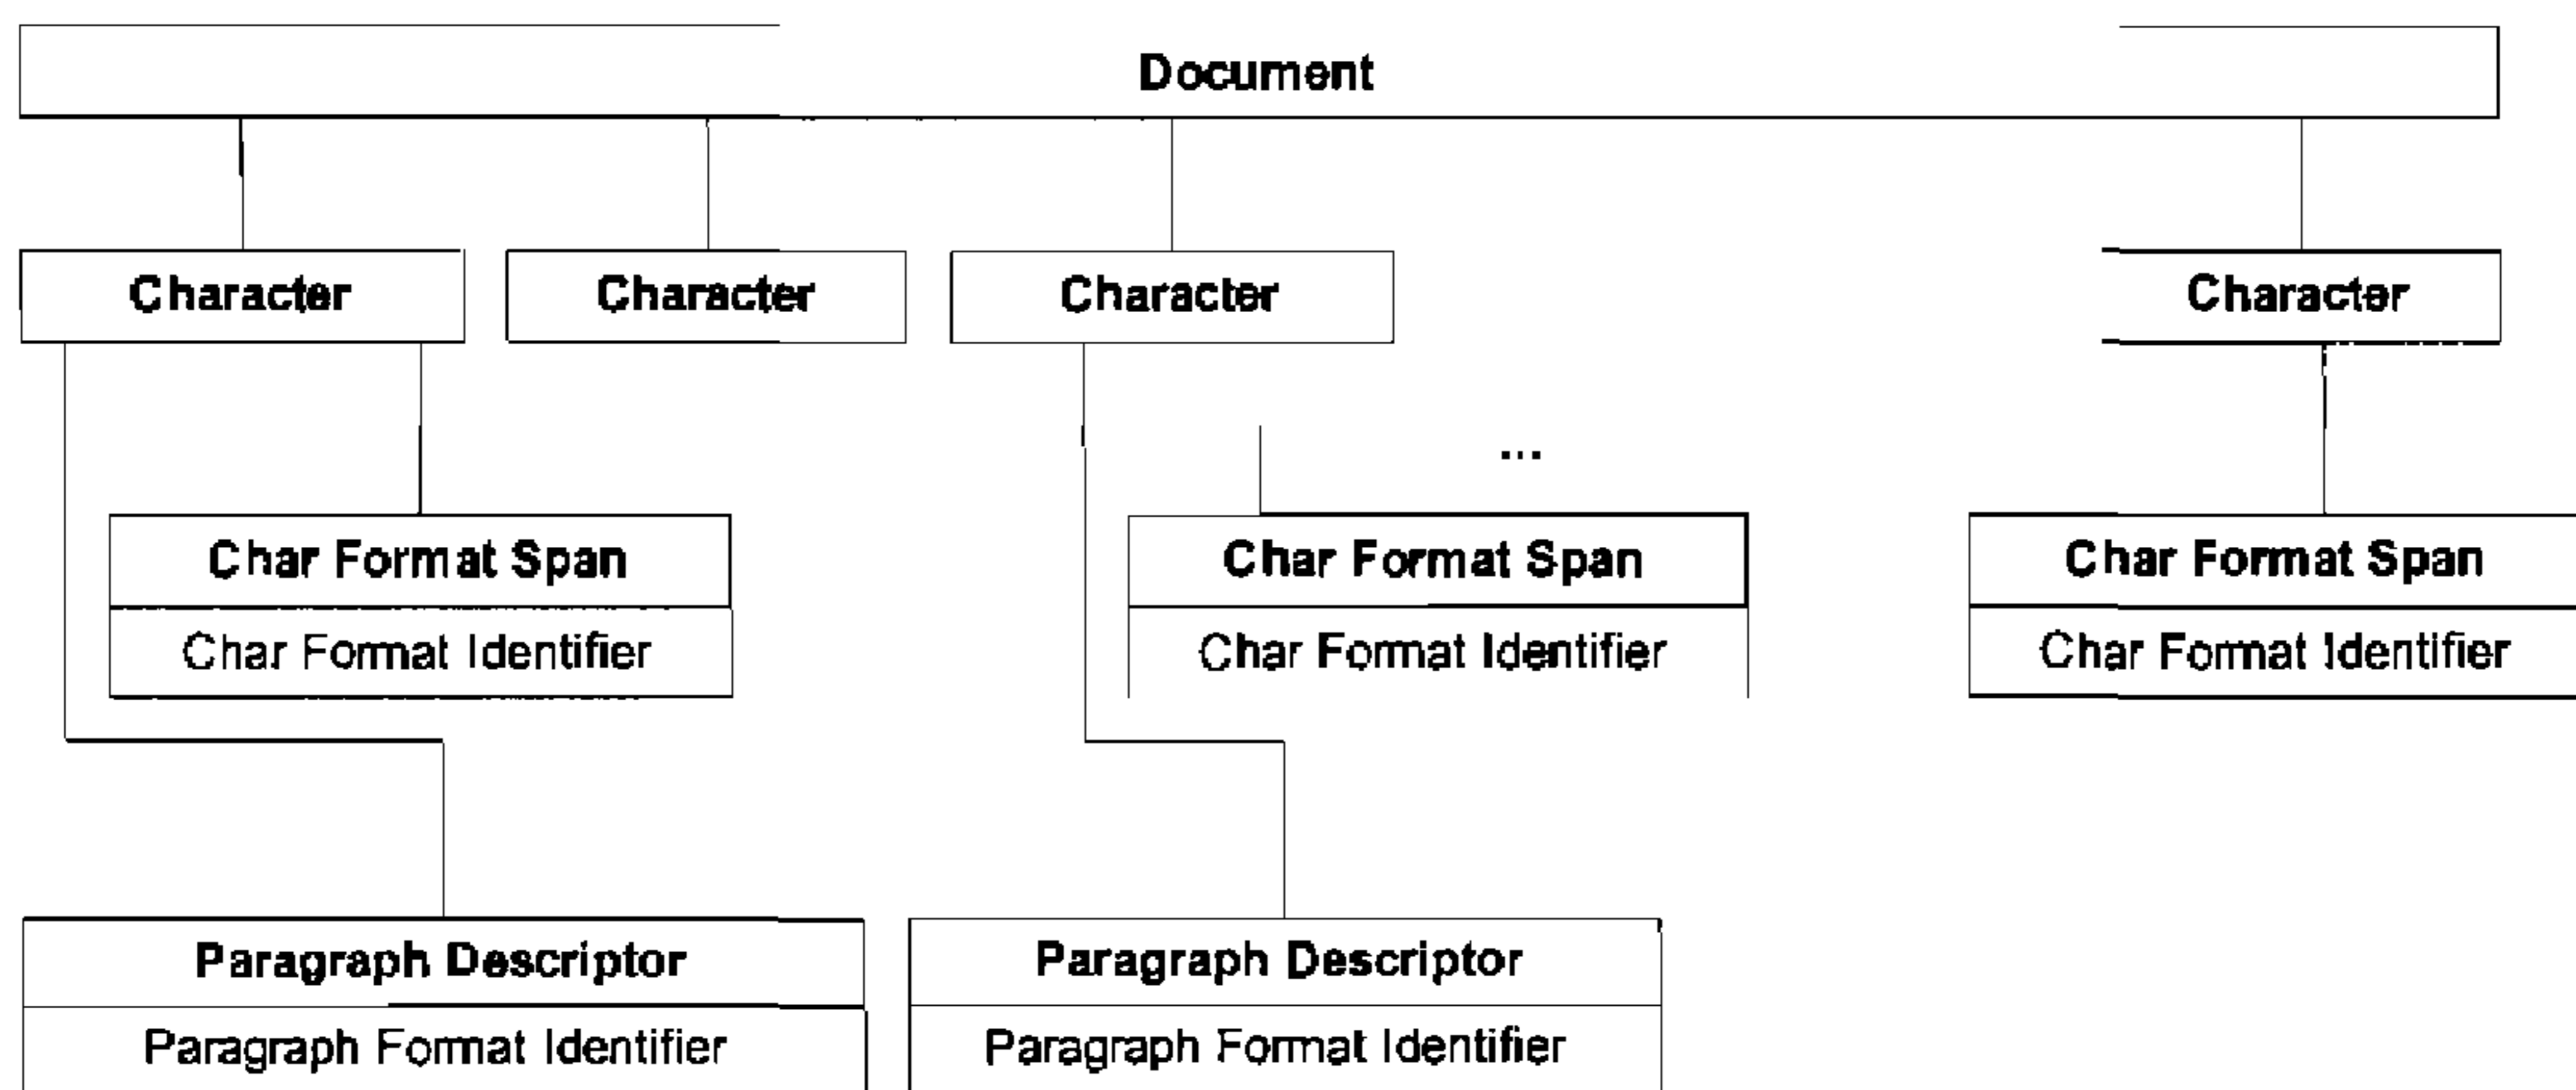 Document
Character
Character
Character
Character
...
Char Format Span
Char Format Identifier
Char Format Span
Char Format Identifier
Char Format Span
Char Format Identifier
Paragraph Descriptor
Paragraph Format Identifier
Paragraph Descriptor
Paragraph Format Identifier